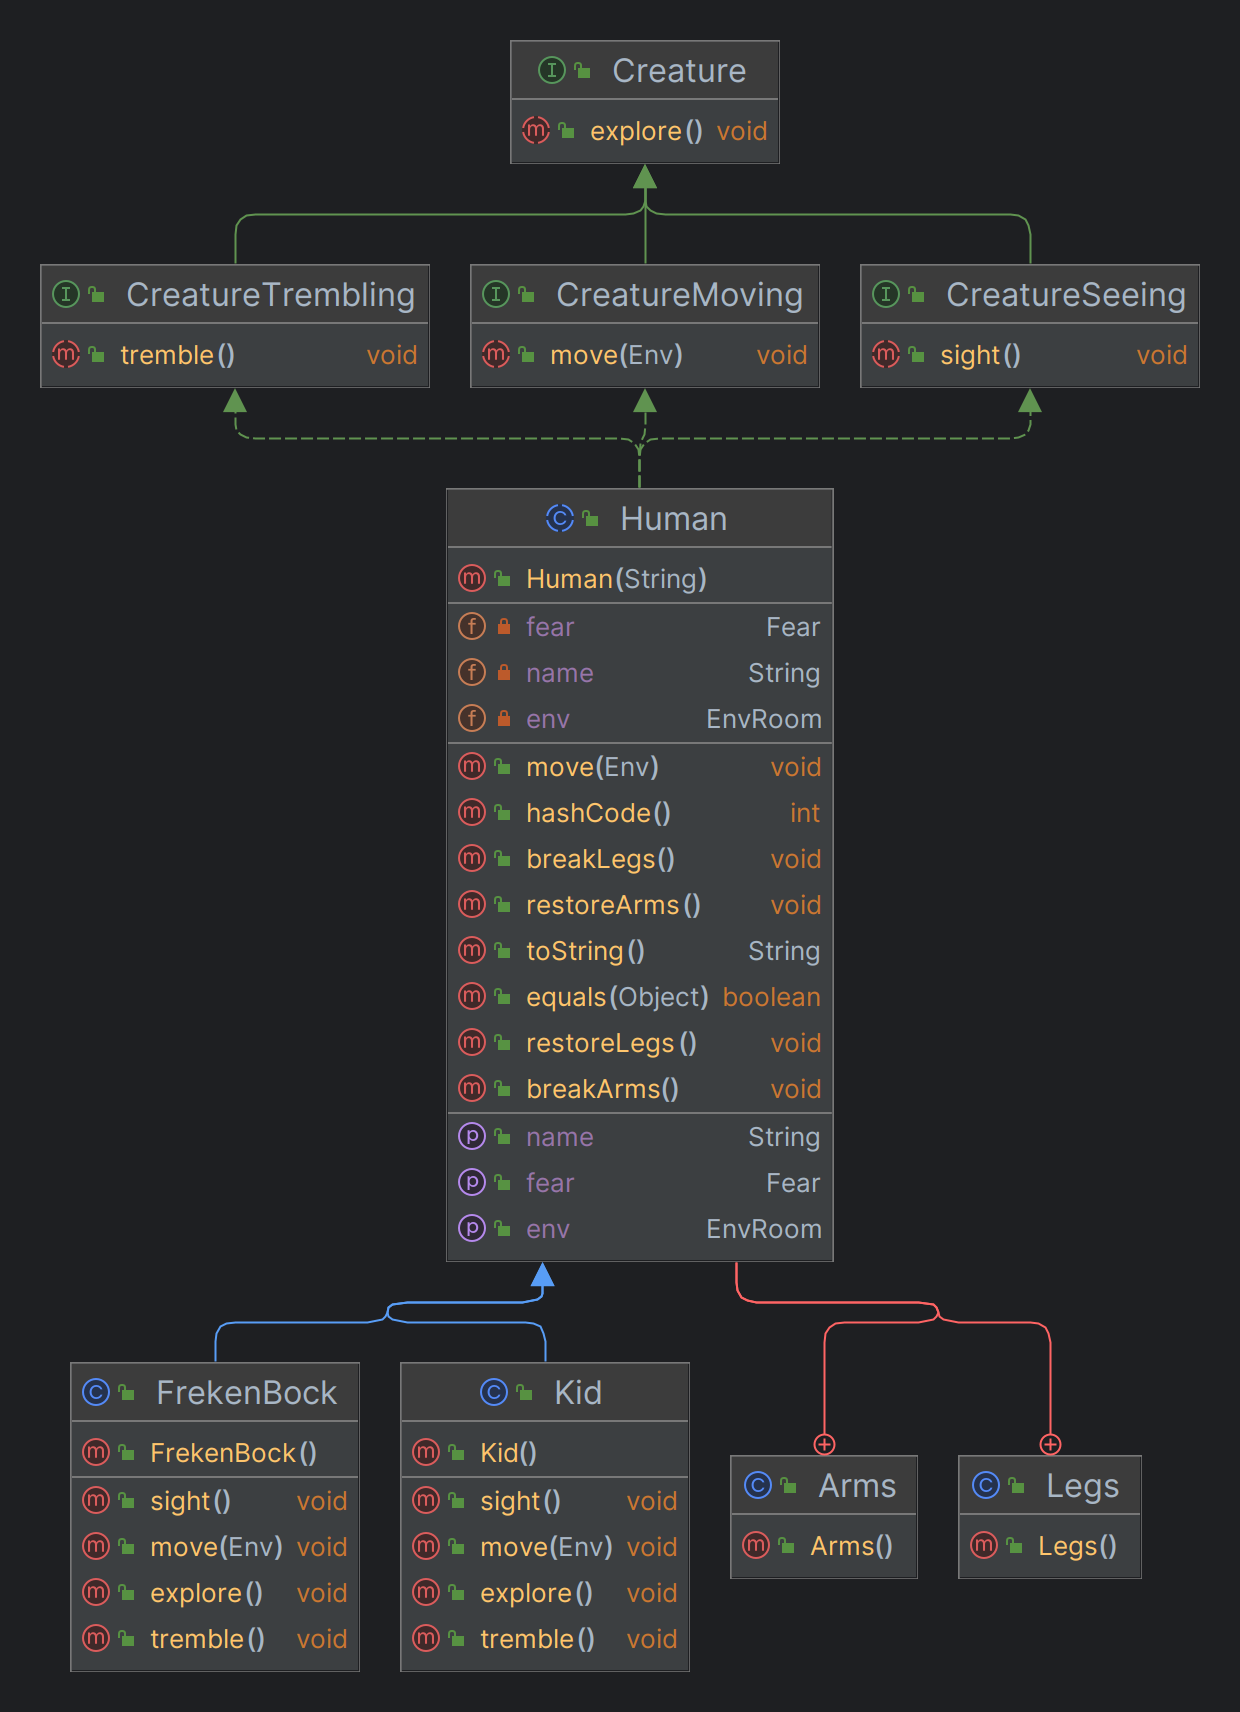 Creature
explore() void
CreatureTrembling
tremble() void
CreatureMoving
move(Env) void
CreatureSeeing
sight() void
Human
Human(String)
fear Fear
name String
env EnvRoom
move(Env) void
hashCode() int
breakLegs() void
restoreArms() void
toString() String
equals(Object) boolean
restoreLegs() void
breakArms() void
name String
fear Fear
env EnvRoom
FrekenBock
FrekenBock()
sight() void
move(Env) void
explore() void
tremble() void
Kid
Kid()
sight() void
move(Env) void
explore() void
tremble() void
Arms
Arms()
Legs
Legs()